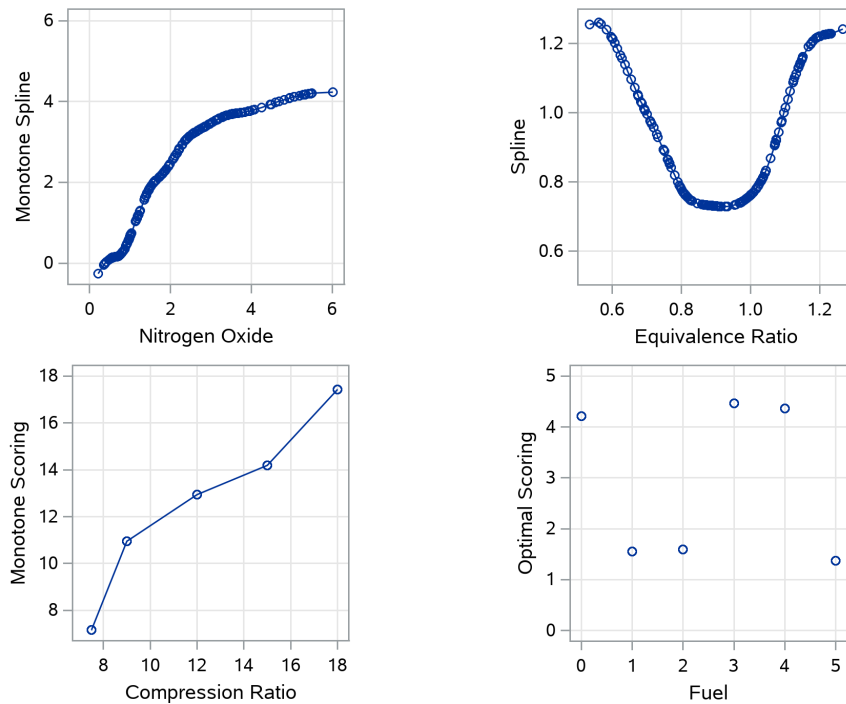 6
4
2
0
Monotone Spline
0 2 4 6
Nitrogen Oxide
1.2
1.0
0.8
0.6
Spline
0.6 0.8 1.0 1.2
Equivalence Ratio
18
16
14
12
10
8
Monotone Scoring
8 10 12 14 16 18
Compression Ratio
5
4
3
2
1
0
Optimal Scoring
0 1 2 3 4 5
Fuel